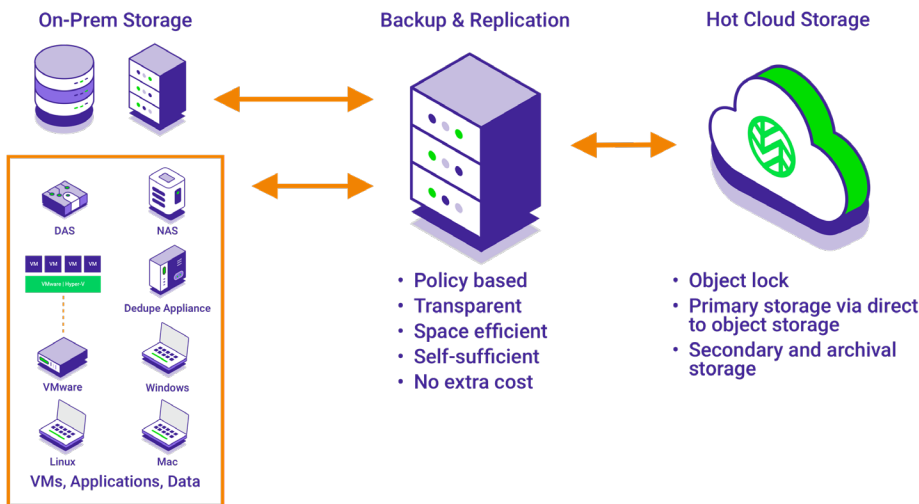 On-Prem Storage
Backup & Replication
Hot Cloud Storage
DAS
NAS
VM VM VM VM
VMware | Hyper-V
Dedupe Appliance
VMware
Windows
Linux
Mac
VMs, Applications, Data
• Policy based
• Transparent
• Space efficient
• Self-sufficient
• No extra cost
• Object lock
• Primary storage via direct
to object storage
• Secondary and archival
storage